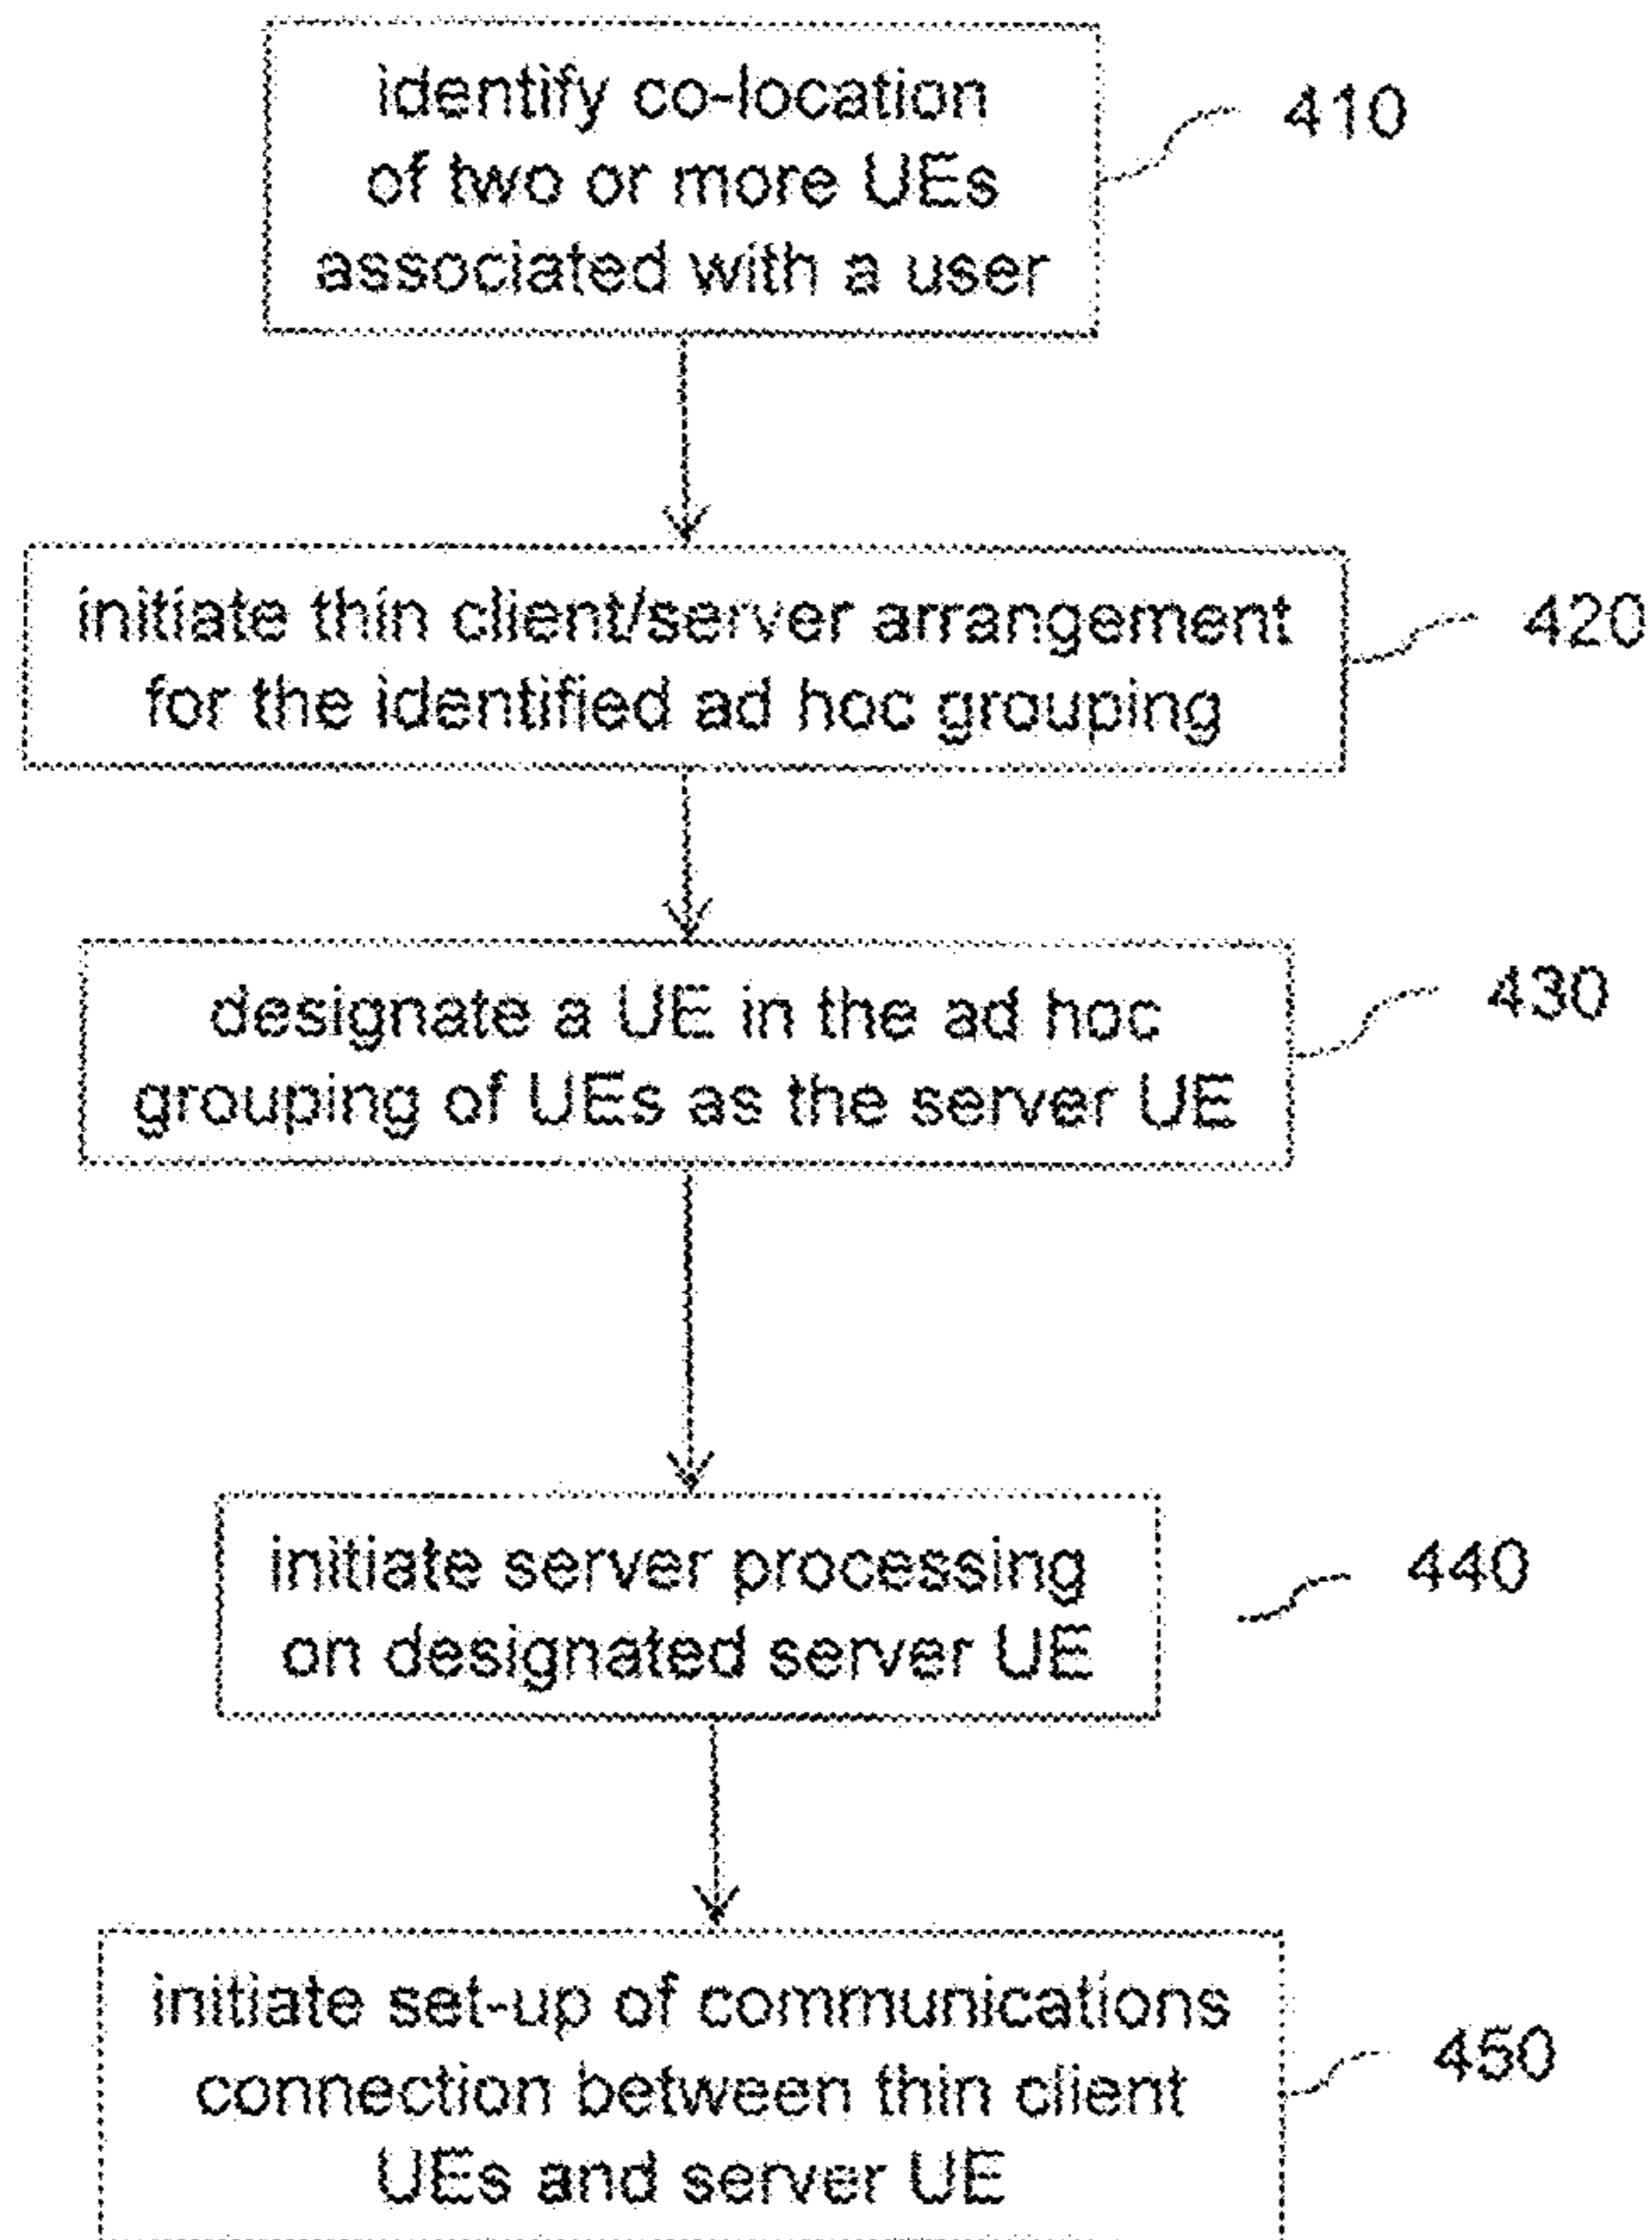 identify co-location
of two or more UEs
associated with a user
410
initiate thin client/server arrangement
for the identified ad hoc grouping
420
designate a UE in the ad hoc
grouping of UEs as the server UE
430
initiate server processing
on designated server UE
440
initiate set-up of communications
connection between thin client
UEs and server UE
450